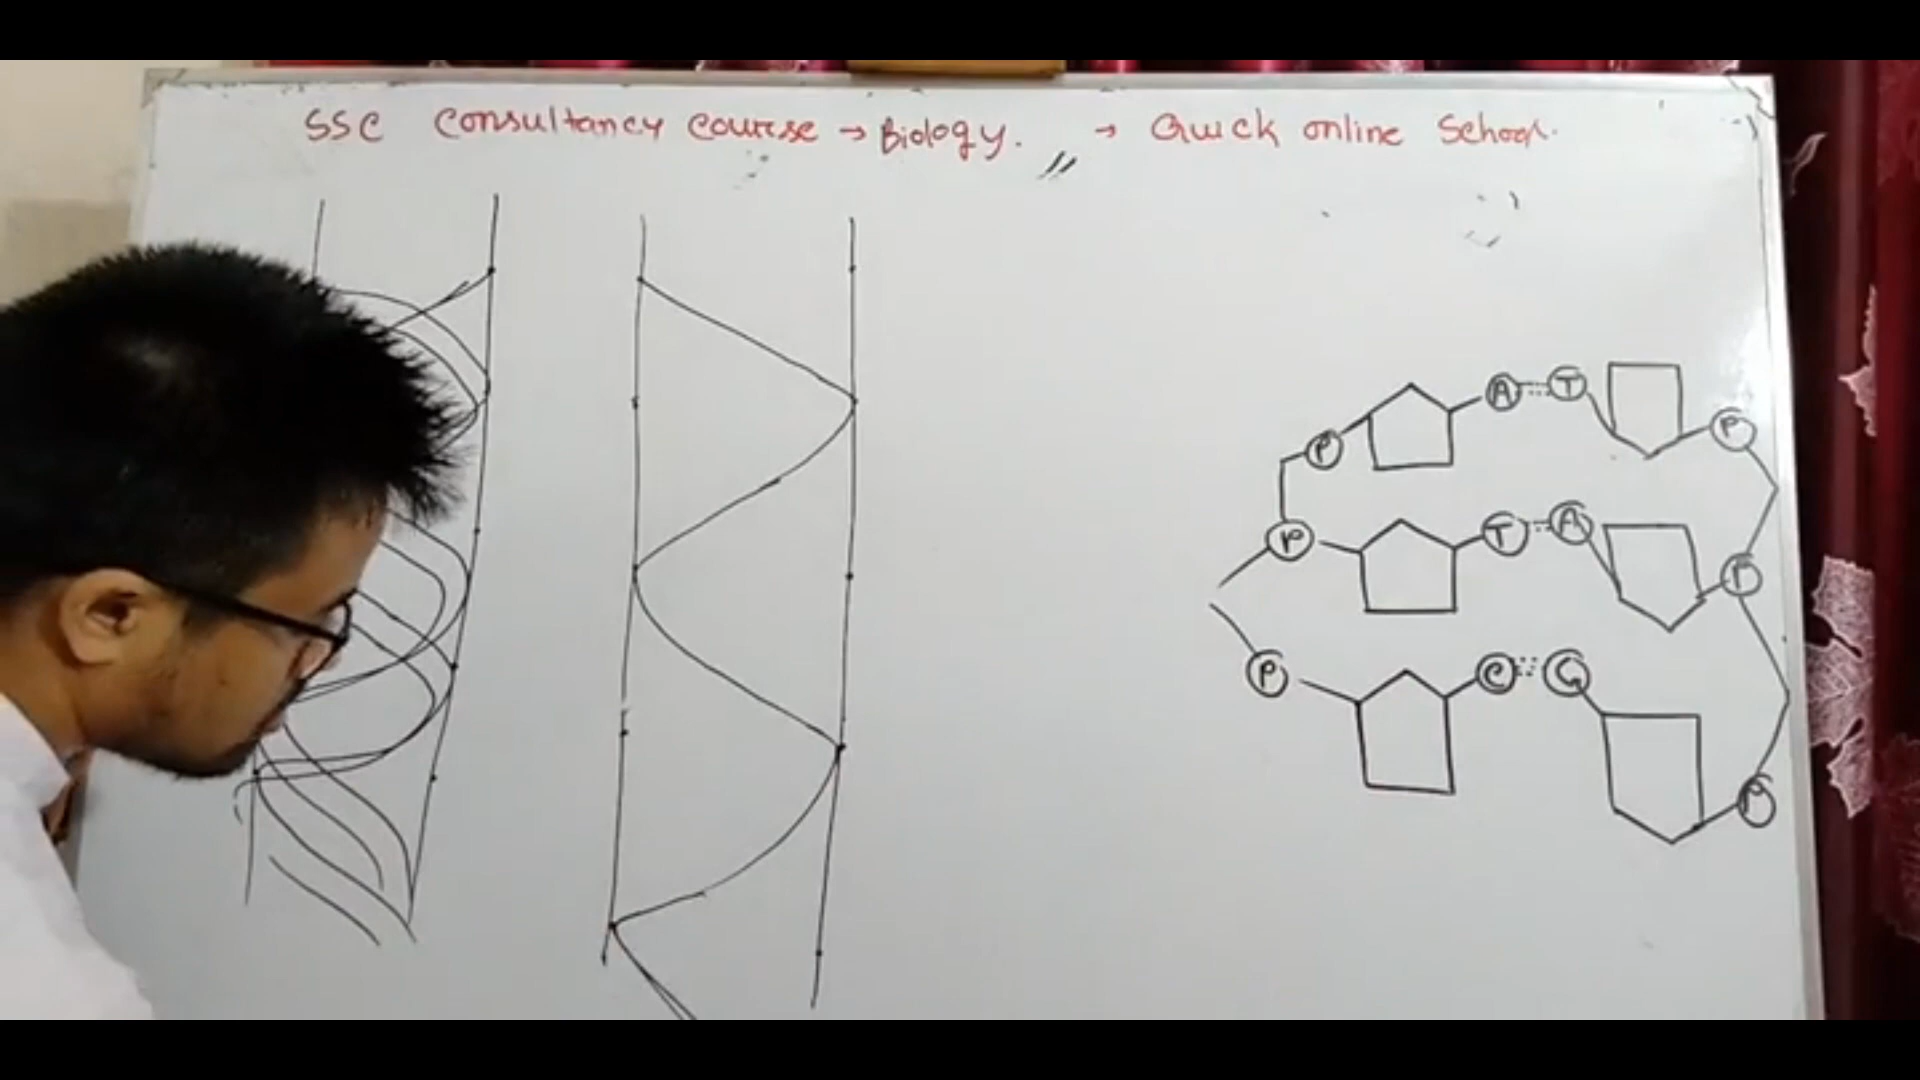 SSC Consultancy Course → Biology. → Quick online School.
P A T P
P T A P
P C G P